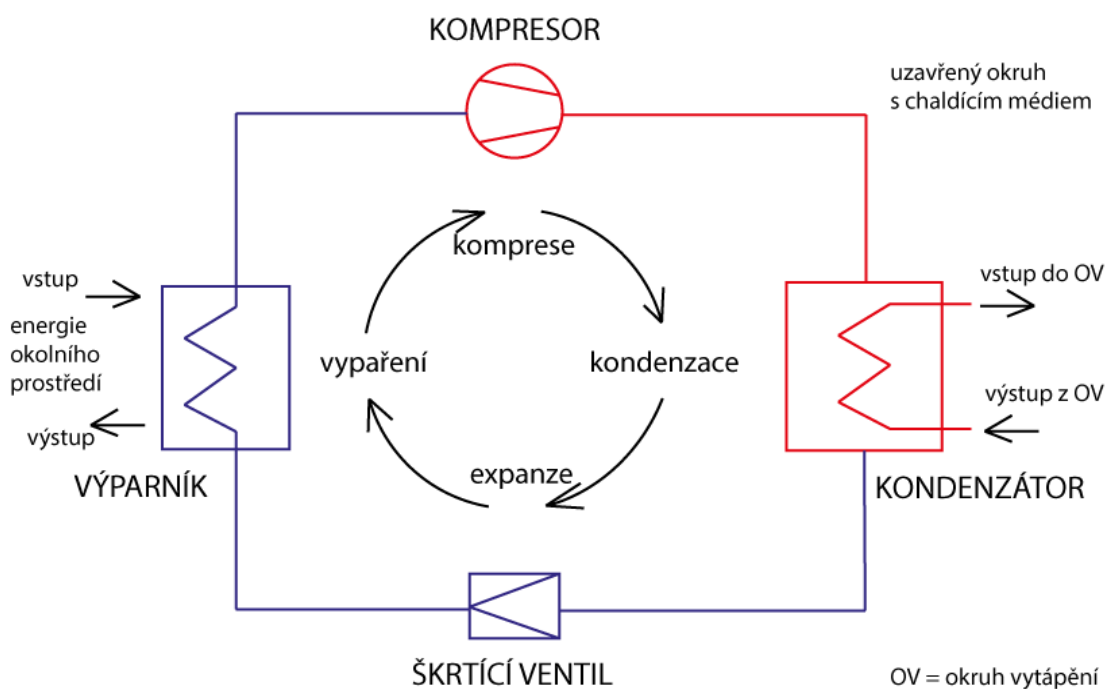 KOMPRESOR
uzavřený okruh
s chaldícím médiem
komprese
vstup
energie
okolního
prostředí
výstup
vypaření
kondenzace
vstup do OV
výstup z OV
expanze
VÝPARNÍK
KONDENZÁTOR
ŠKRTÍCÍ VENTIL
OV = okruh vytápění